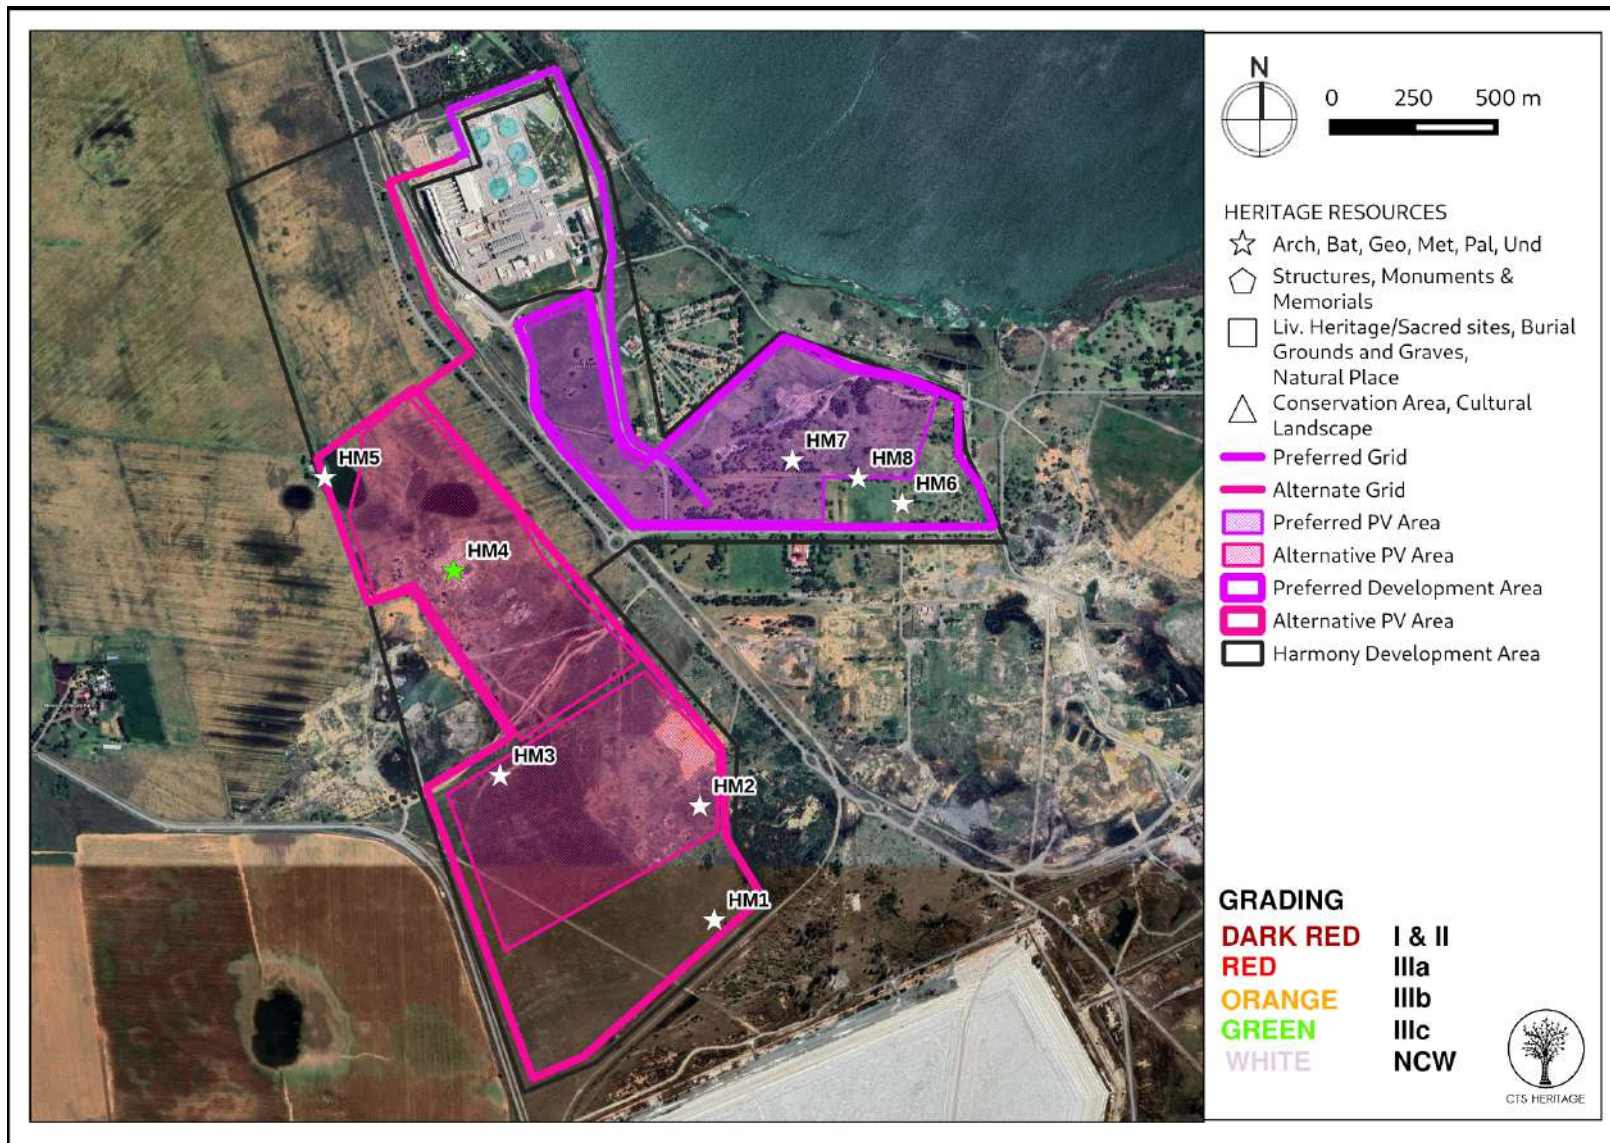 N
0 250 500 m
HERITAGE RESOURCES
Arch, Bat, Geo, Met, Pal, Und
Structures, Monuments &
Memorials
Liv. Heritage/Sacred sites, Burial
Grounds and Graves,
Natural Place
Conservation Area, Cultural
Landscape
Preferred Grid
Alternate Grid
Preferred PV Area
Alternative PV Area
Preferred Development Area
Alternative PV Area
Harmony Development Area
HM5
HM7
HM8
HM6
HM4
HM3
HM2
HM1
GRADING
DARK RED I & II
RED IIIa
ORANGE IIIb
GREEN IIIc
WHITE NCW
CTS HERITAGE